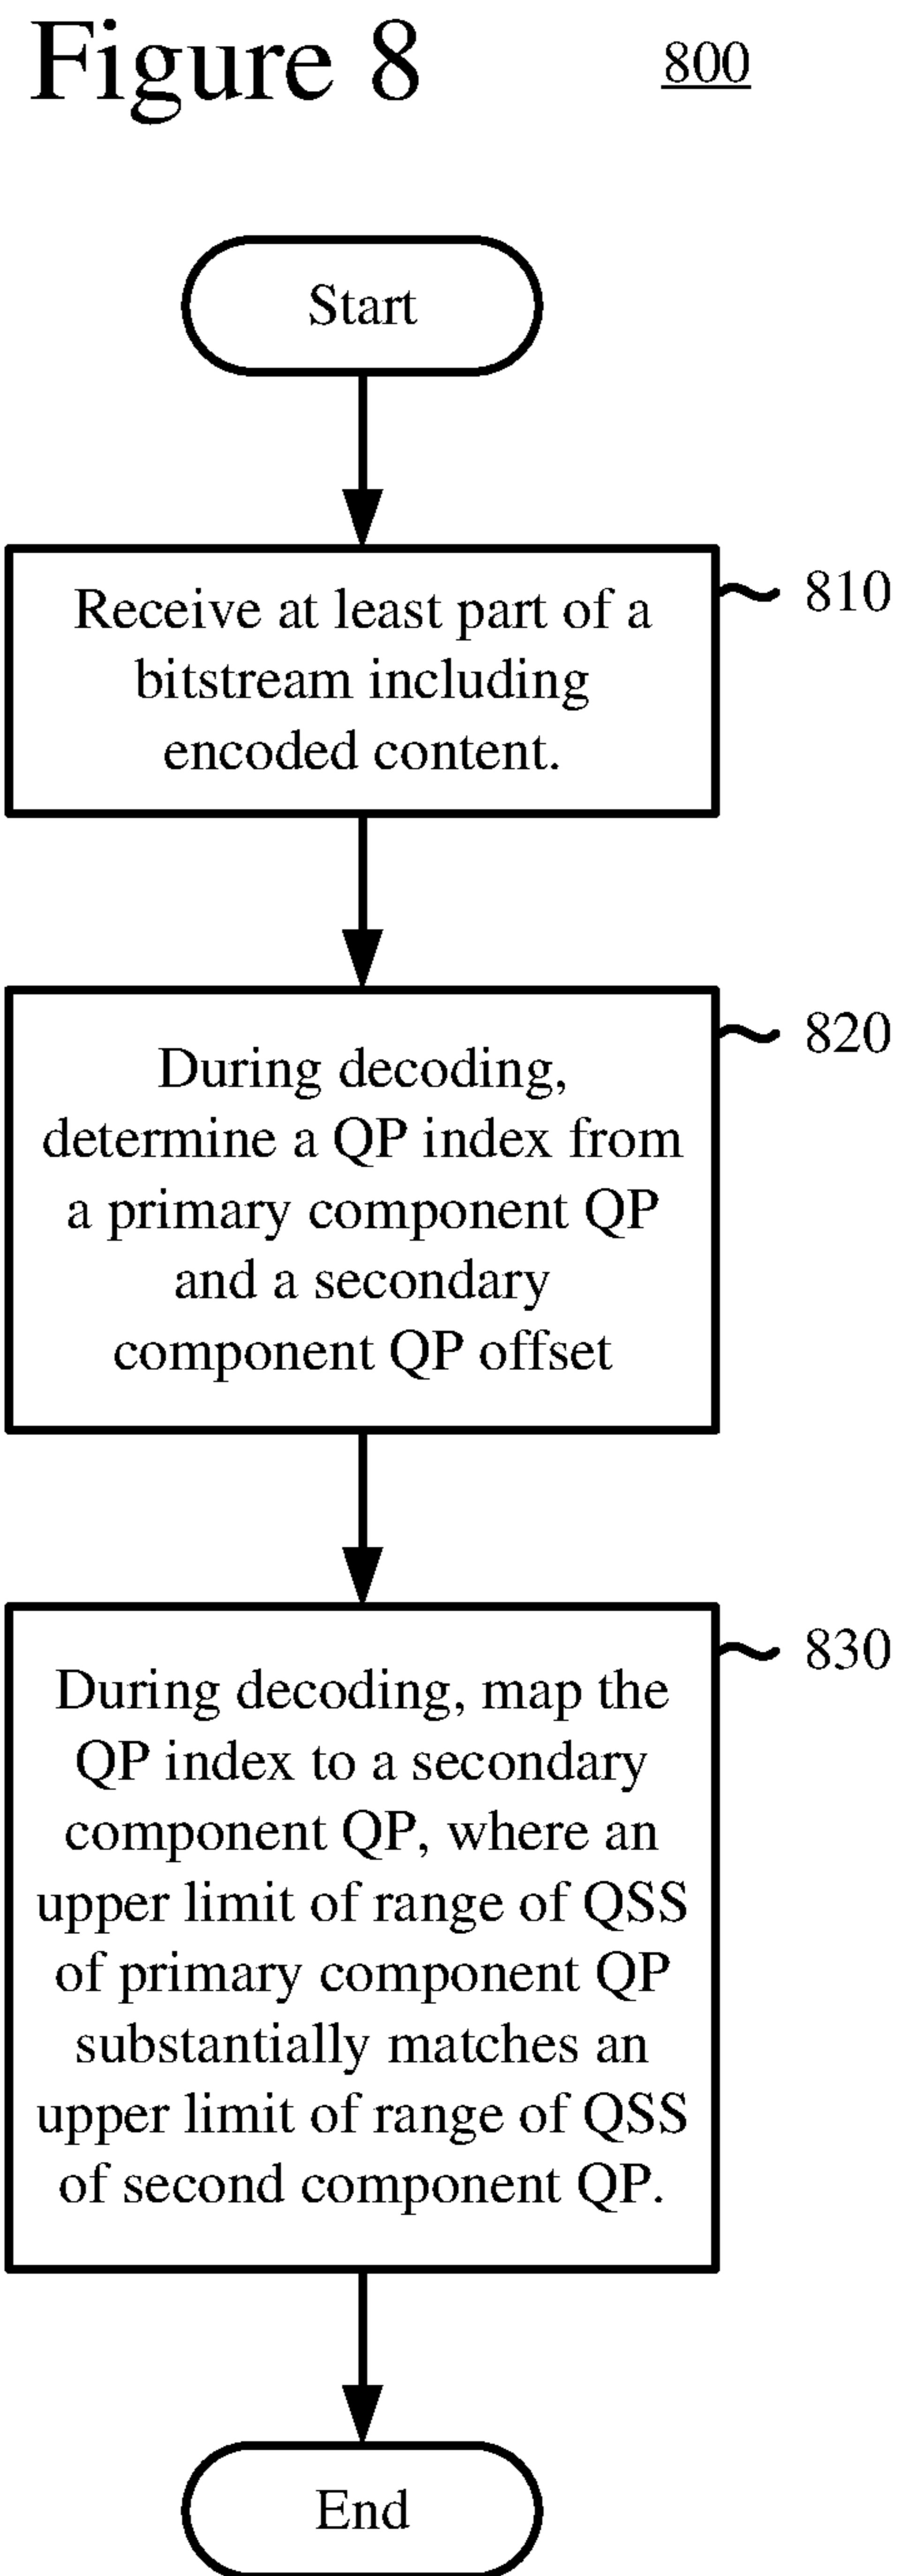 Figure 8
800
Start
Receive at least part of a
bitstream including
encoded content.
810
During decoding,
determine a QP index from
a primary component QP
and a secondary
component QP offset
820
During decoding, map the
QP index to a secondary
component QP, where an
upper limit of range of QSS
of primary component QP
substantially matches an
upper limit of range of QSS
of second component QP.
830
End